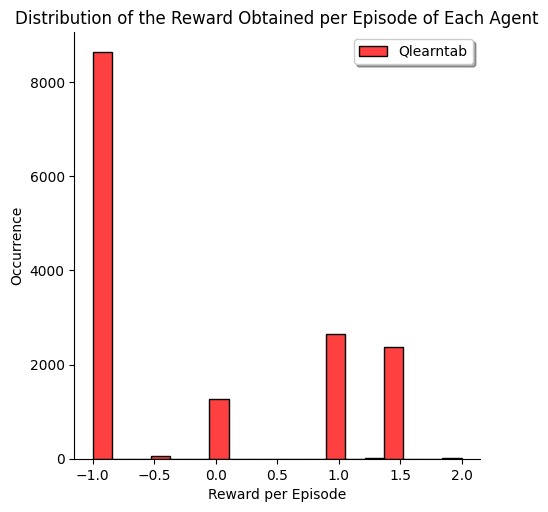 Distribution of the Reward Obtained per Episode of Each Agent
Qlearntab
8000
6000
4000
2000
0
Occurrence
−1.0 −0.5 0.0 0.5 1.0 1.5 2.0
Reward per Episode